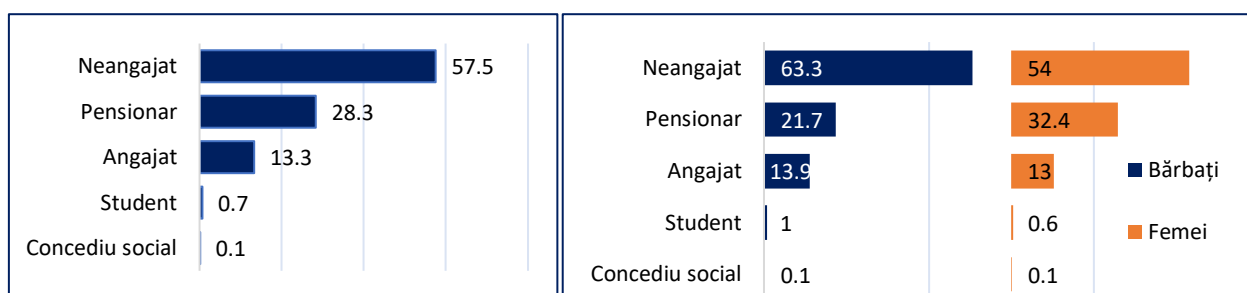 Neangajat 57.5
Pensionar 28.3
Angajat 13.3
Student 0.7
Concediu social 0.1
Neangajat 63.3 54
Pensionar 21.7 32.4
Angajat 13.9 13
Student 1 0.6
Concediu social 0.1 0.1
Bărbați
Femei